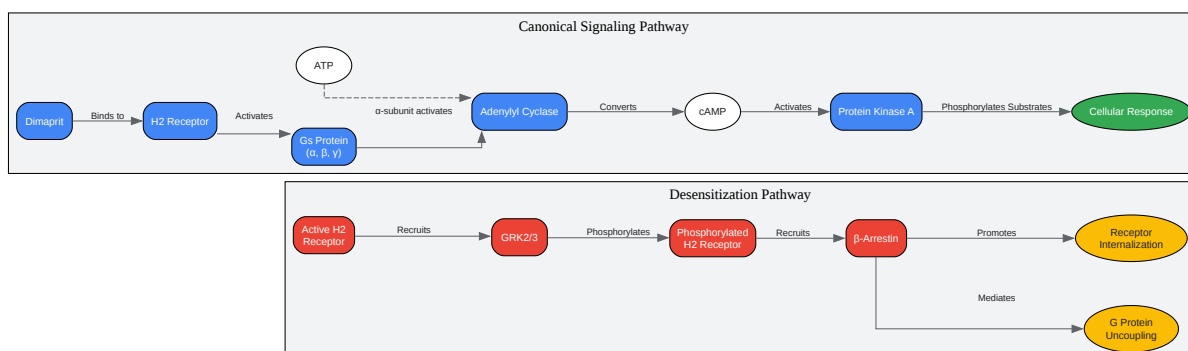 Canonical Signaling Pathway
ATP
α-subunit activates
Dimaprit
Binds to
H2 Receptor
Activates
Gs Protein
(α, β, γ)
Adenylyl Cyclase
Converts
cAMP
Activates
Protein Kinase A
Phosphorylates Substrates
Cellular Response
Desensitization Pathway
Active H2
Receptor
Recruits
GRK2/3
Phosphorylates
Phosphorylated
H2 Receptor
Recruits
β-Arrestin
Promotes
Receptor
Internalization
Mediates
G Protein
Uncoupling